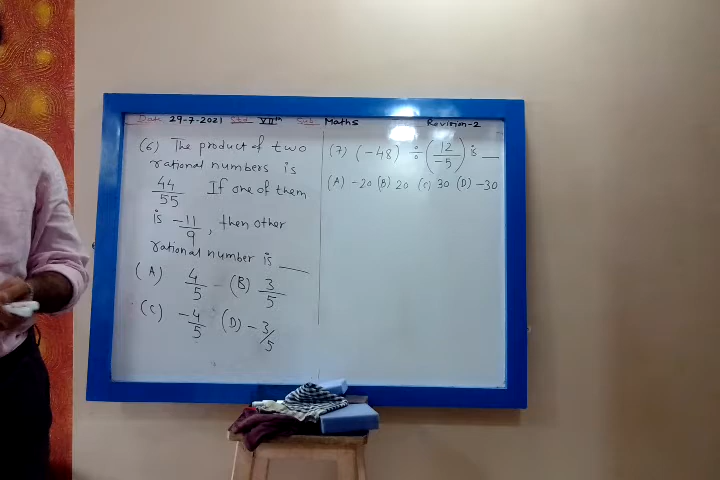 Date 29-7-2021 Std VIIth Sub Maths Revision-2
(6) The product of two
rational numbers is
44/55 If one of them
is -11/9, then other
rational number is ___
(A) 4/5 (B) 3/5
(C) -4/5 (D) -3/5
(7) (-48) ÷ (12/-5) is __
(A) -20 (B) 20 (C) 30 (D) -30